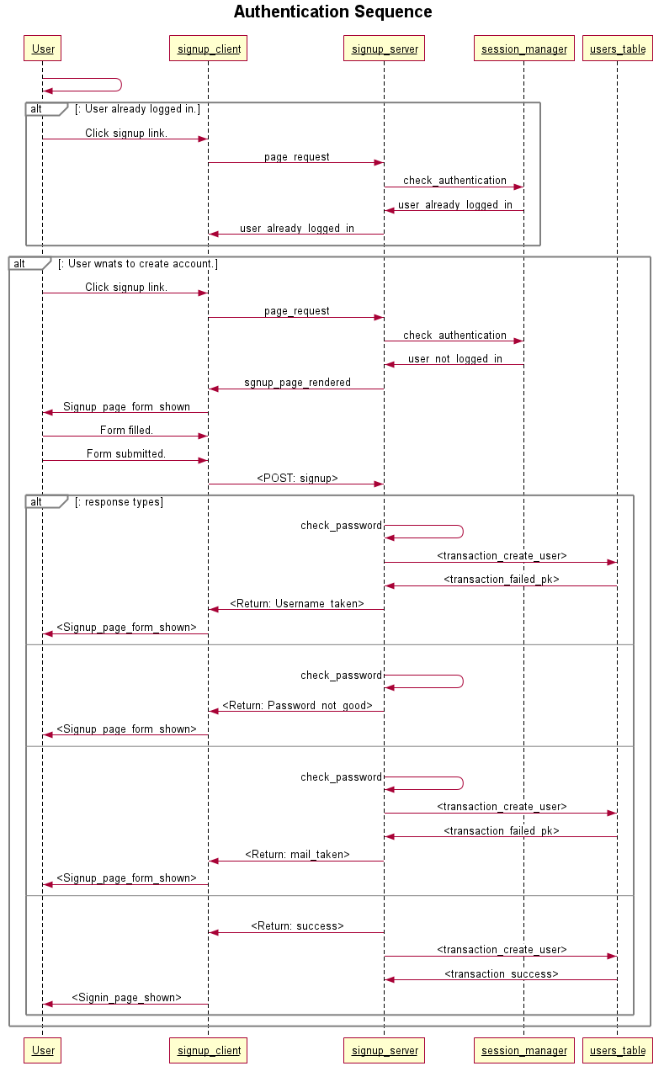 Authentication Sequence
User signup_client signup_server session_manager users_table
alt [: User already logged in.]
Click signup link.
page_request
check_authentication
user_already_logged_in
user_already_logged_in
alt [: User wnats to create account.]
Click signup link.
page_request
check_authentication
user_not_logged_in
sgnup_page_rendered
Signup_page_form_shown
Form filled.
Form submitted.
<POST: signup>
alt [: response types]
check_password
<transaction_create_user>
<transaction_failed_pk>
<Return: Username_taken>
<Signup_page_form_shown>
check_password
<Return: Password_not_good>
<Signup_page_form_shown>
check_password
<transaction_create_user>
<transaction_failed_pk>
<Return: mail_taken>
<Signup_page_form_shown>
<Return: success>
<transaction_create_user>
<transaction_success>
<Signin_page_shown>
User signup_client signup_server session_manager users_table